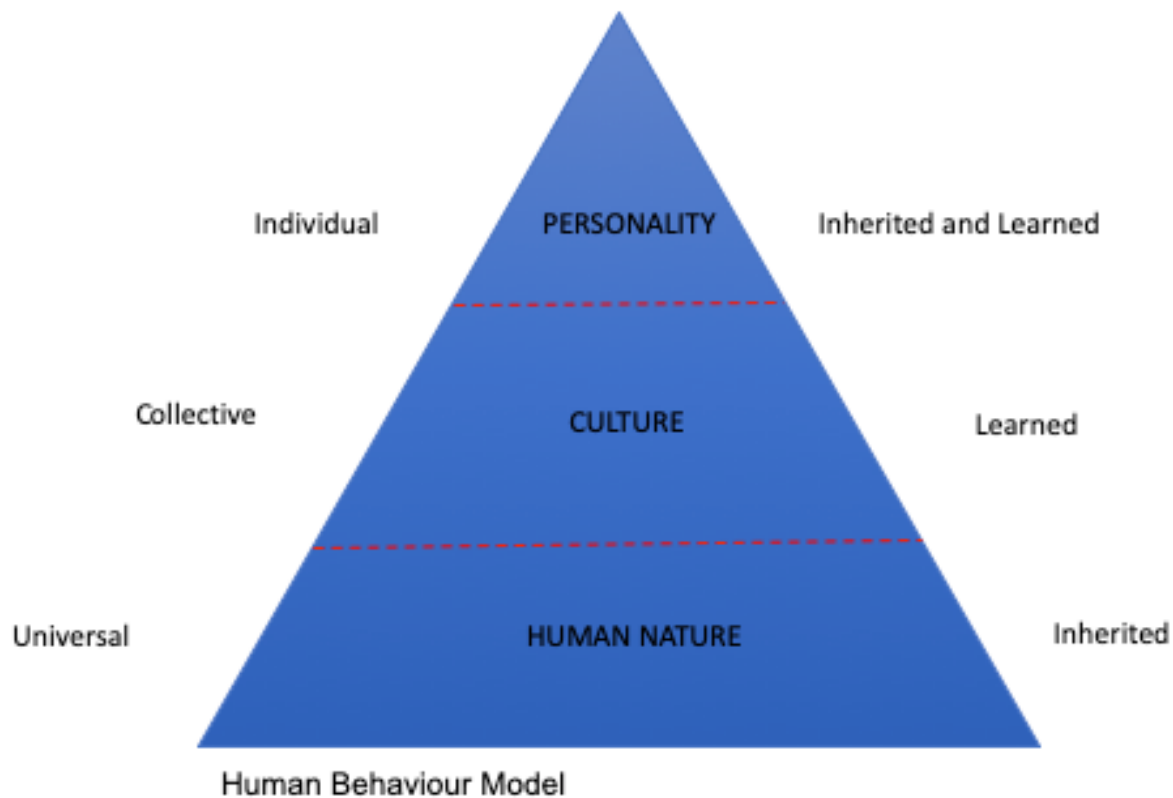 Individual
PERSONALITY
Inherited and Learned
Collective
CULTURE
Learned
Universal
HUMAN NATURE
Inherited
Human Behaviour Model